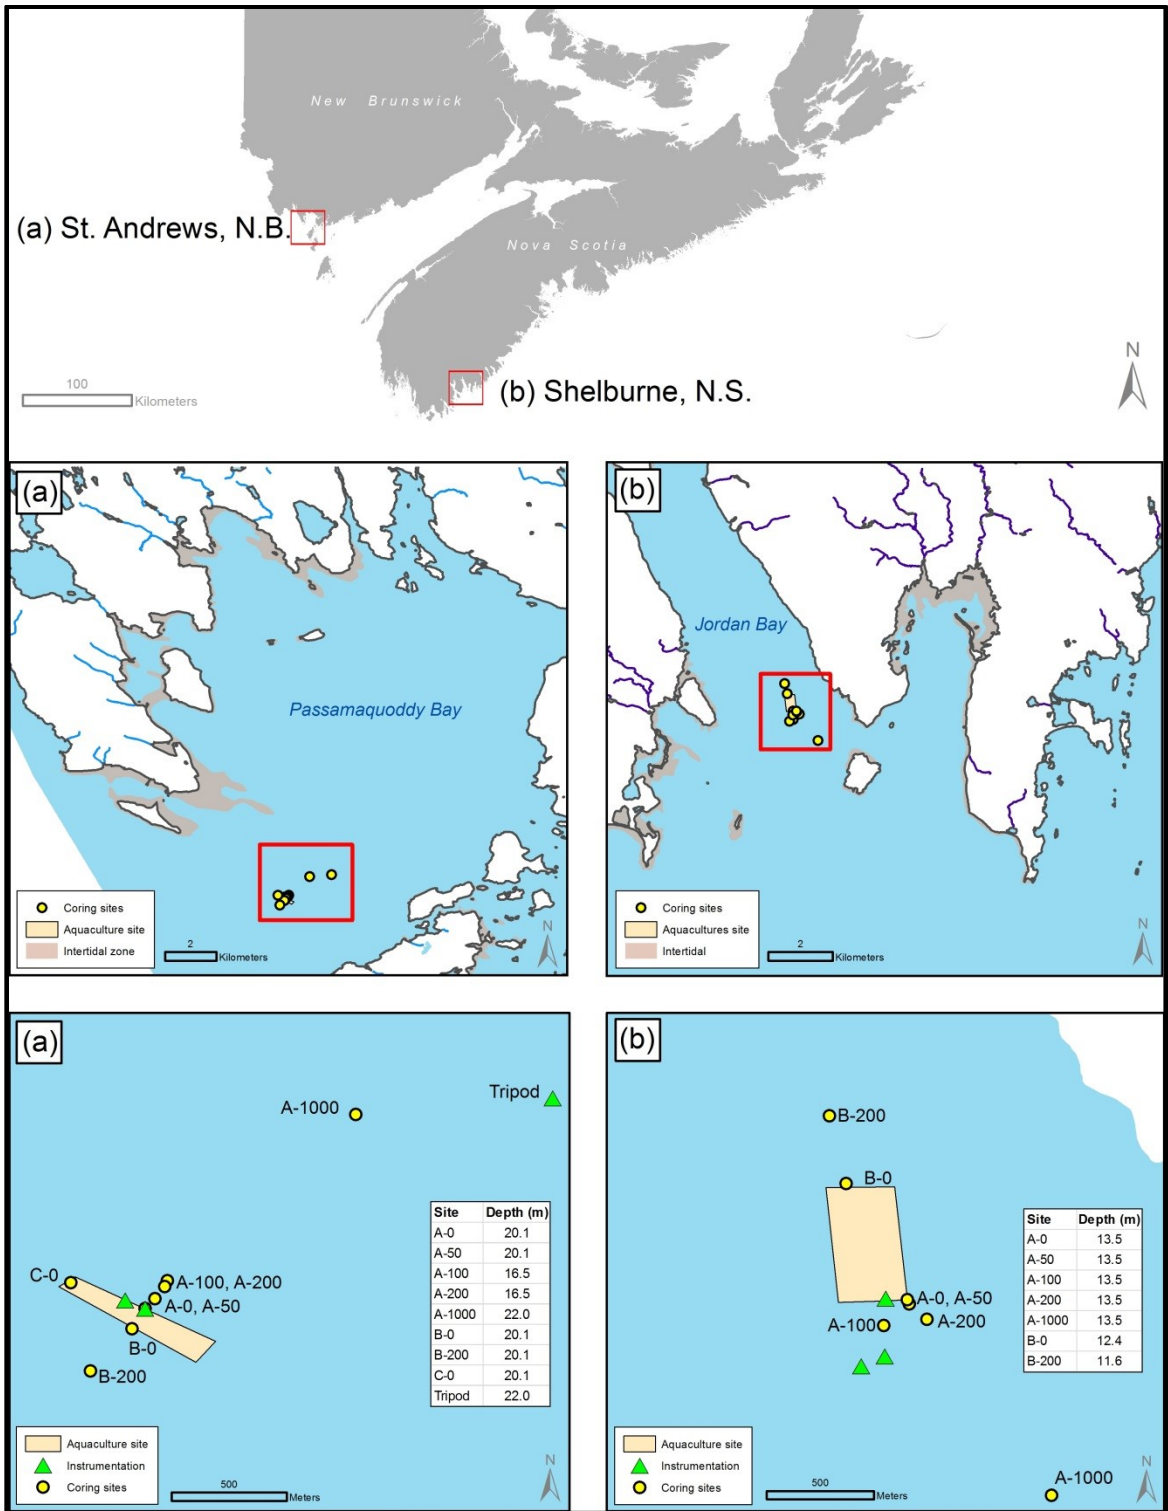 New Brunswick
(a) St. Andrews, N.B.
Nova Scotia
(b) Shelburne, N.S.
100
Kilometers
N
(a)
Passamaquoddy Bay
Coring sites
Aquaculture site
Intertidal zone
2
Kilometers
N
(b)
Jordan Bay
Coring sites
Aquacultures site
Intertidal
2
Kilometers
N
(a)
Tripod
A-1000
C-0
A-100, A-200
A-0, A-50
B-0
B-200
Site Depth (m)
A-0 20.1
A-50 20.1
A-100 16.5
A-200 16.5
A-1000 22.0
B-0 20.1
B-200 20.1
C-0 20.1
Tripod 22.0
Aquaculture site
Instrumentation
Coring sites
500
Meters
N
(b)
B-200
B-0
A-0, A-50
A-100
A-200
Site Depth (m)
A-0 13.5
A-50 13.5
A-100 13.5
A-200 13.5
A-1000 13.5
B-0 12.4
B-200 11.6
Aquaculture site
Instrumentation
Coring sites
500
Meters
A-1000
N